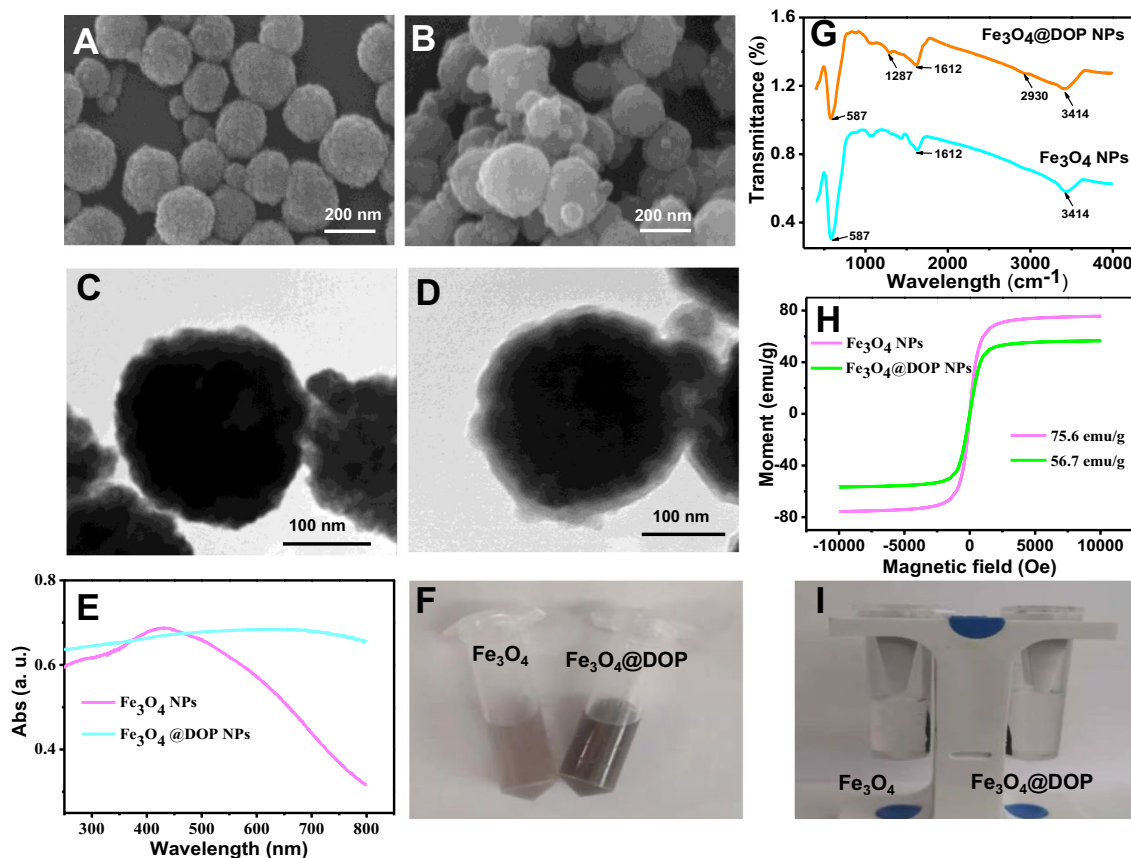 A
200 nm
B
200 nm
C
100 nm
D
100 nm
E
Abs (a. u.)
0.8
0.6
0.4
Fe₃O₄ NPs
Fe₃O₄ @DOP NPs
300 400 500 600 700 800
Wavelength (nm)
F
Fe₃O₄
Fe₃O₄@DOP
G
Transmittance (%)
1.6
1.2
0.8
0.4
Fe₃O₄@DOP NPs
1287
1612
2930
3414
587
Fe₃O₄ NPs
1612
3414
587
1000 2000 3000 4000
Wavelength (cm⁻¹)
H
Moment (emu/g)
80
40
0
-40
-80
Fe₃O₄ NPs
Fe₃O₄@DOP NPs
75.6 emu/g
56.7 emu/g
-10000 -5000 0 5000 10000
Magnetic field (Oe)
I
Fe₃O₄
Fe₃O₄@DOP